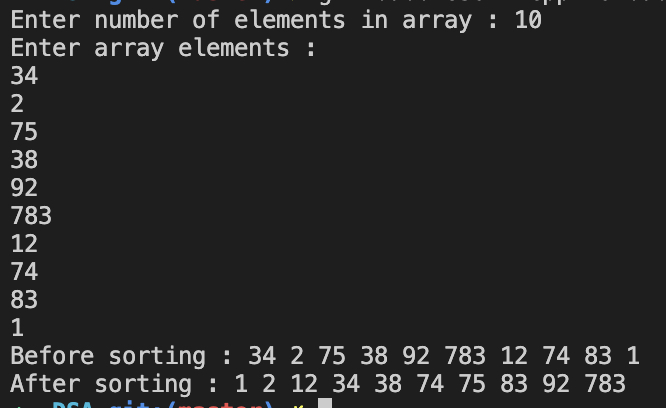 Enter number of elements in array : 10
Enter array elements :
34
2
75
38
92
783
12
74
83
1
Before sorting : 34 2 75 38 92 783 12 74 83 1
After sorting : 1 2 12 34 38 74 75 83 92 783
DSA git:(master)